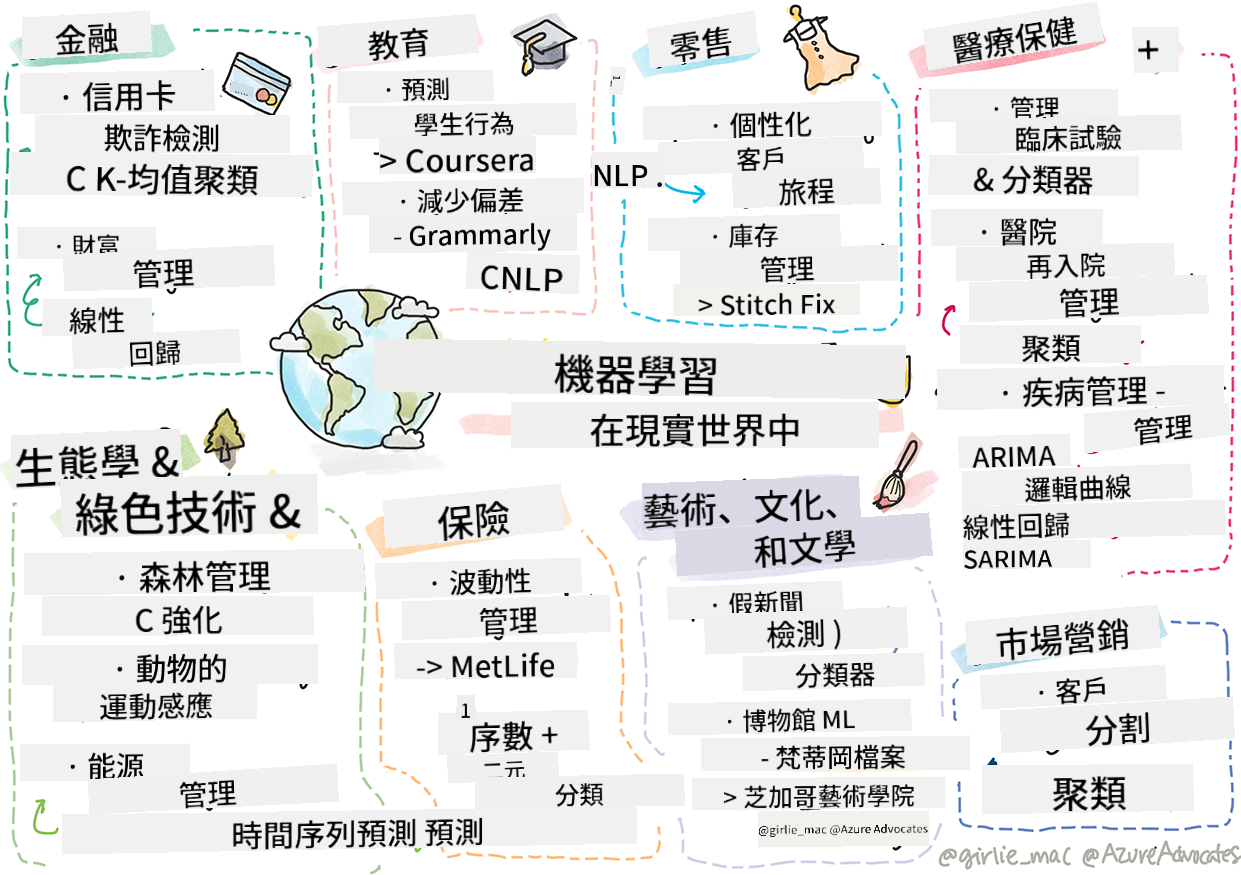 金融
· 信用卡
欺詐檢測
C K-均值聚類
· 財富
管理
線性
回歸
教育
· 預測
學生行為
> Coursera
· 減少偏差
- Grammarly
CNLP
零售
1
· 個性化
客戶
NLP .
旅程
· 庫存
管理
> Stitch Fix
醫療保健 +
· 管理
臨床試驗
& 分類器
· 醫院
再入院
管理
聚類
· 疾病管理 -
管理
ARIMA
邏輯曲線
線性回歸
SARIMA
機器學習
在現實世界中
生態學 &
綠色技術 &
· 森林管理
C 強化
· 動物的
運動感應
· 能源
管理
時間序列預測 預測
保險
· 波動性
管理
-> MetLife
1
序數 +
二元
分類
藝術、文化、
和文學
· 假新聞
檢測 )
分類器
· 博物館 ML
- 梵蒂岡檔案
> 芝加哥藝術學院
@girlie_mac @Azure Advocates
市場營銷
· 客戶
分割
聚類
@girlie_mac @AzureAdvocates